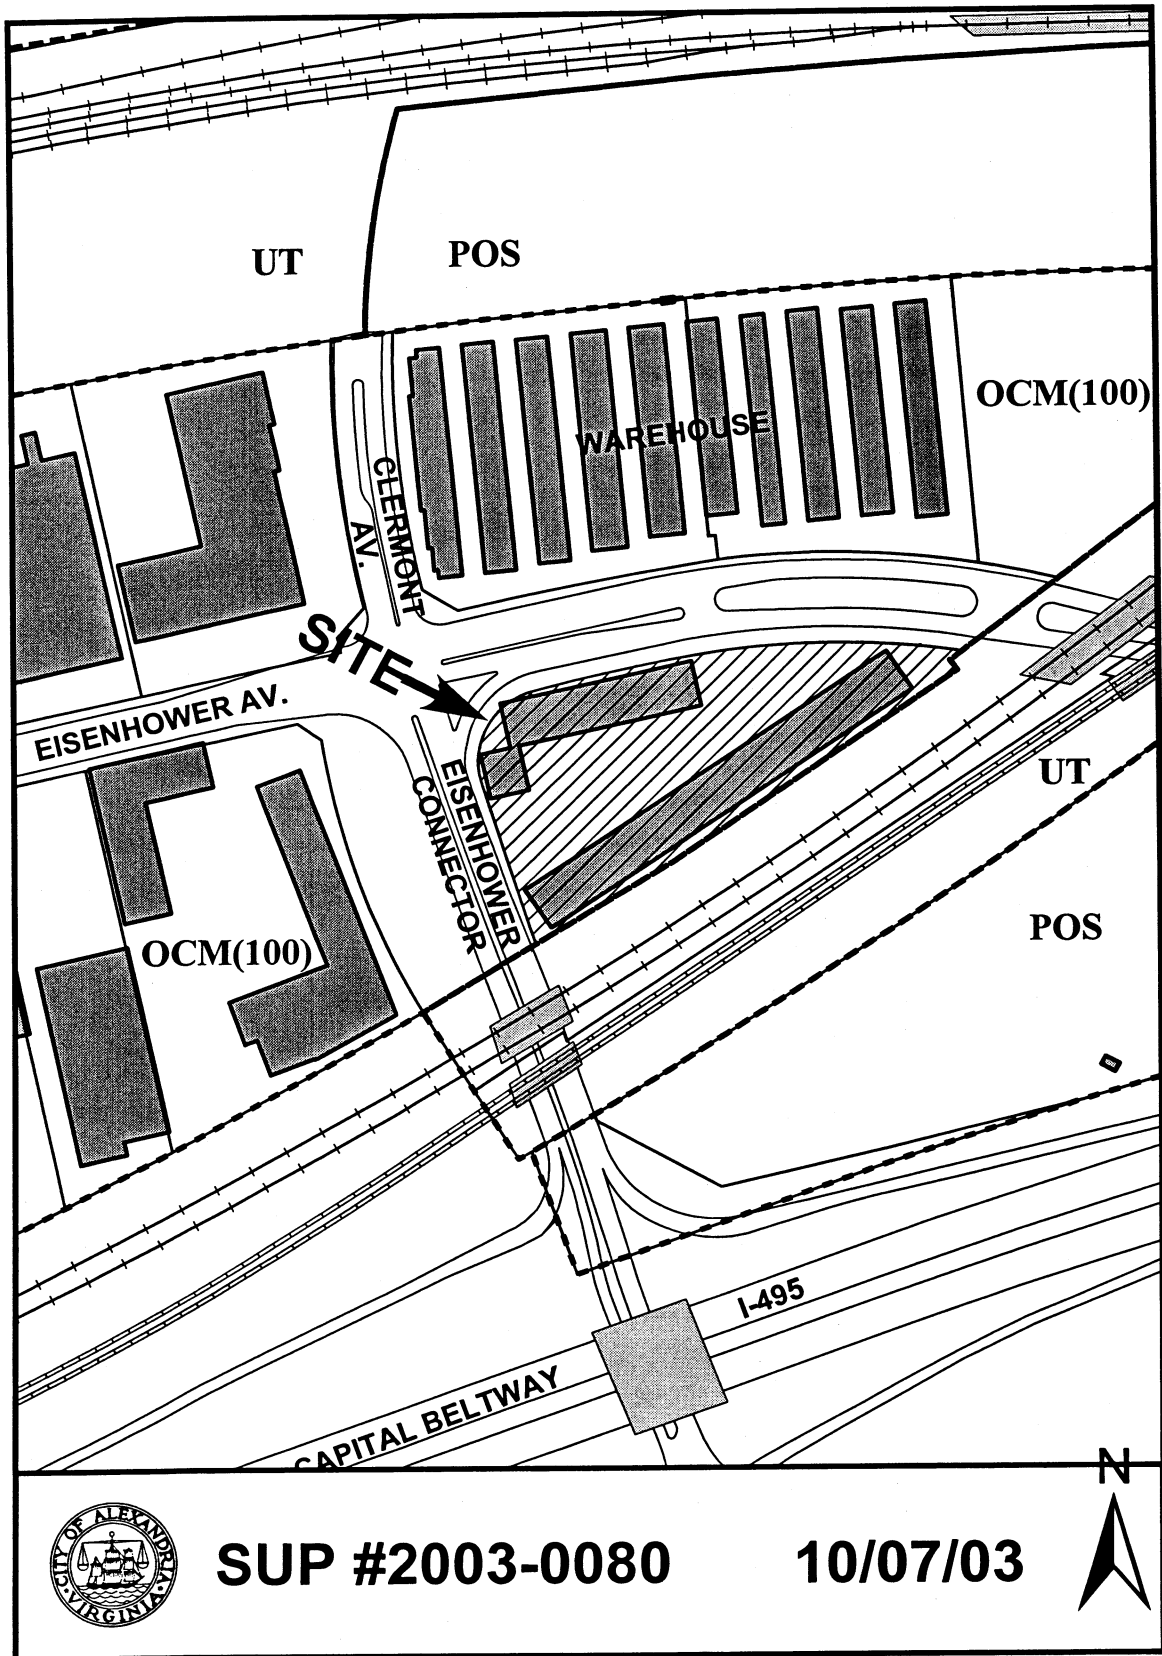 UT
POS
OCM(100)
WAREHOUSE
CLERMONT
AV.
SITE
EISENHOWER AV.
EISENHOWER
CONNECTOR
UT
POS
OCM(100)
I-495
CAPITAL BELTWAY
N
CITY OF ALEXANDRIA
VIRGINIA
SUP #2003-0080
10/07/03